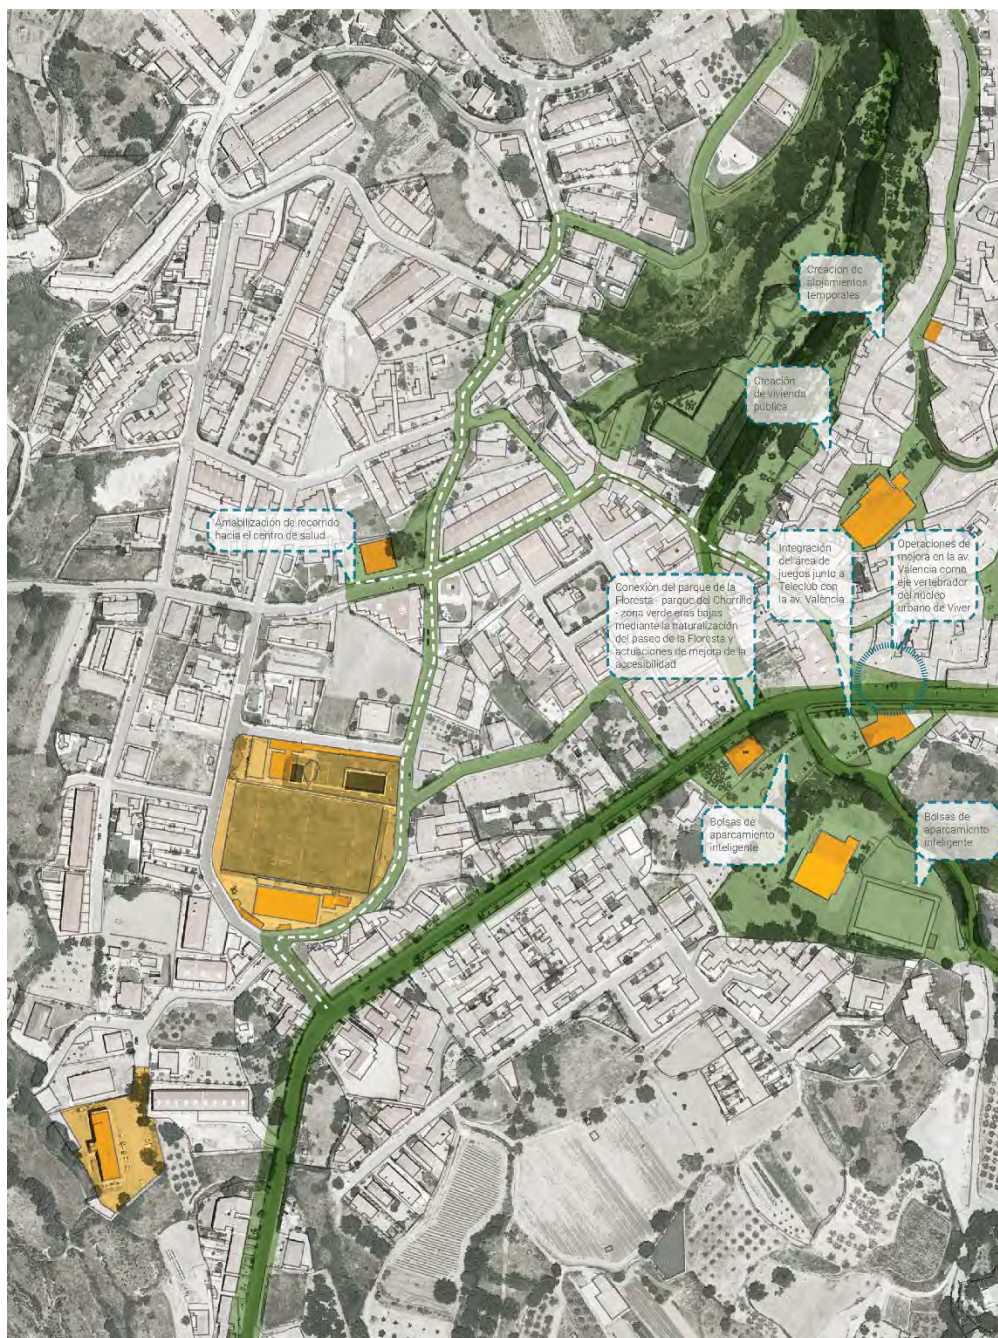 Creación de
alojamientos
temporales
Creación
de vivienda
pública
Amabilización de recorrido
hacia el centro de salud
Conexión del parque de la
Floresta - parque del Chorrillo
- zona verde eras bajas
mediante la naturalización
del paseo de la Floresta y
actuaciones de mejora de la
accesibilidad
Integración
del área de
juegos junto a
Teleclub con
la av. Valencia
Operaciones de
mejora en la av.
Valencia como
eje vertebrador
del núcleo
urbano de Viver
Bolsas de
aparcamiento
inteligente
Bolsas de
aparcamiento
inteligente